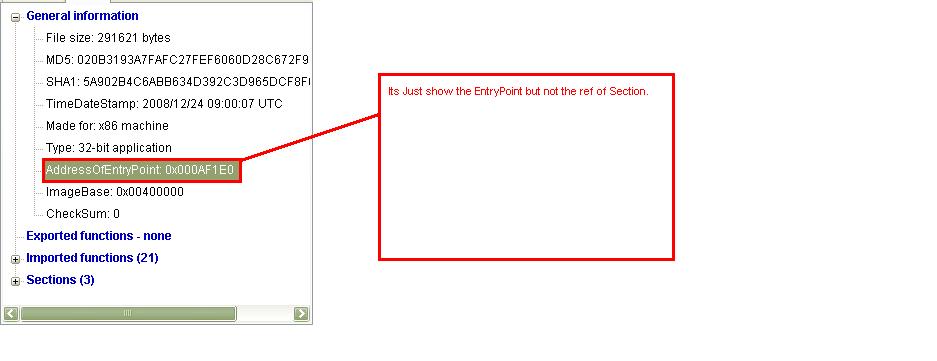 General information
File size: 291621 bytes
MD5: 020B3193A7FAFC27FEF6060D28C672F9
SHA1: 5A902B4C6ABB634D392C3D965DCF8F
TimeDateStamp: 2008/12/24 09:00:07 UTC
Made for: x86 machine
Type: 32-bit application
AddressOfEntryPoint: 0x000AF1E0
ImageBase: 0x00400000
CheckSum: 0
Exported functions - none
Imported functions (21)
Sections (3)
Its Just show the EntryPoint but not the ref of Section.